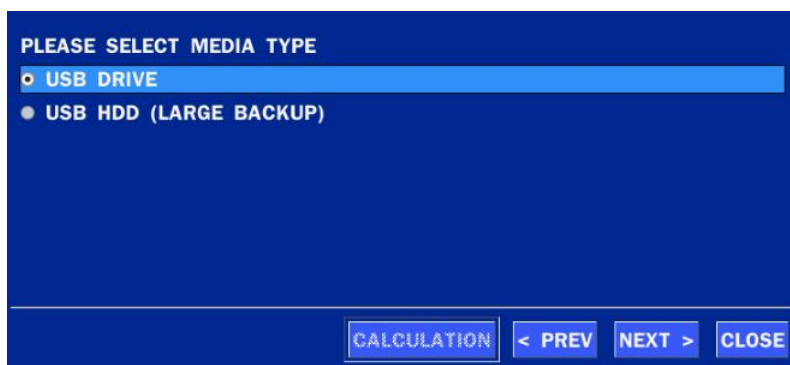 PLEASE SELECT MEDIA TYPE
USB DRIVE
USB HDD (LARGE BACKUP)
CALCULATION < PREV NEXT > CLOSE